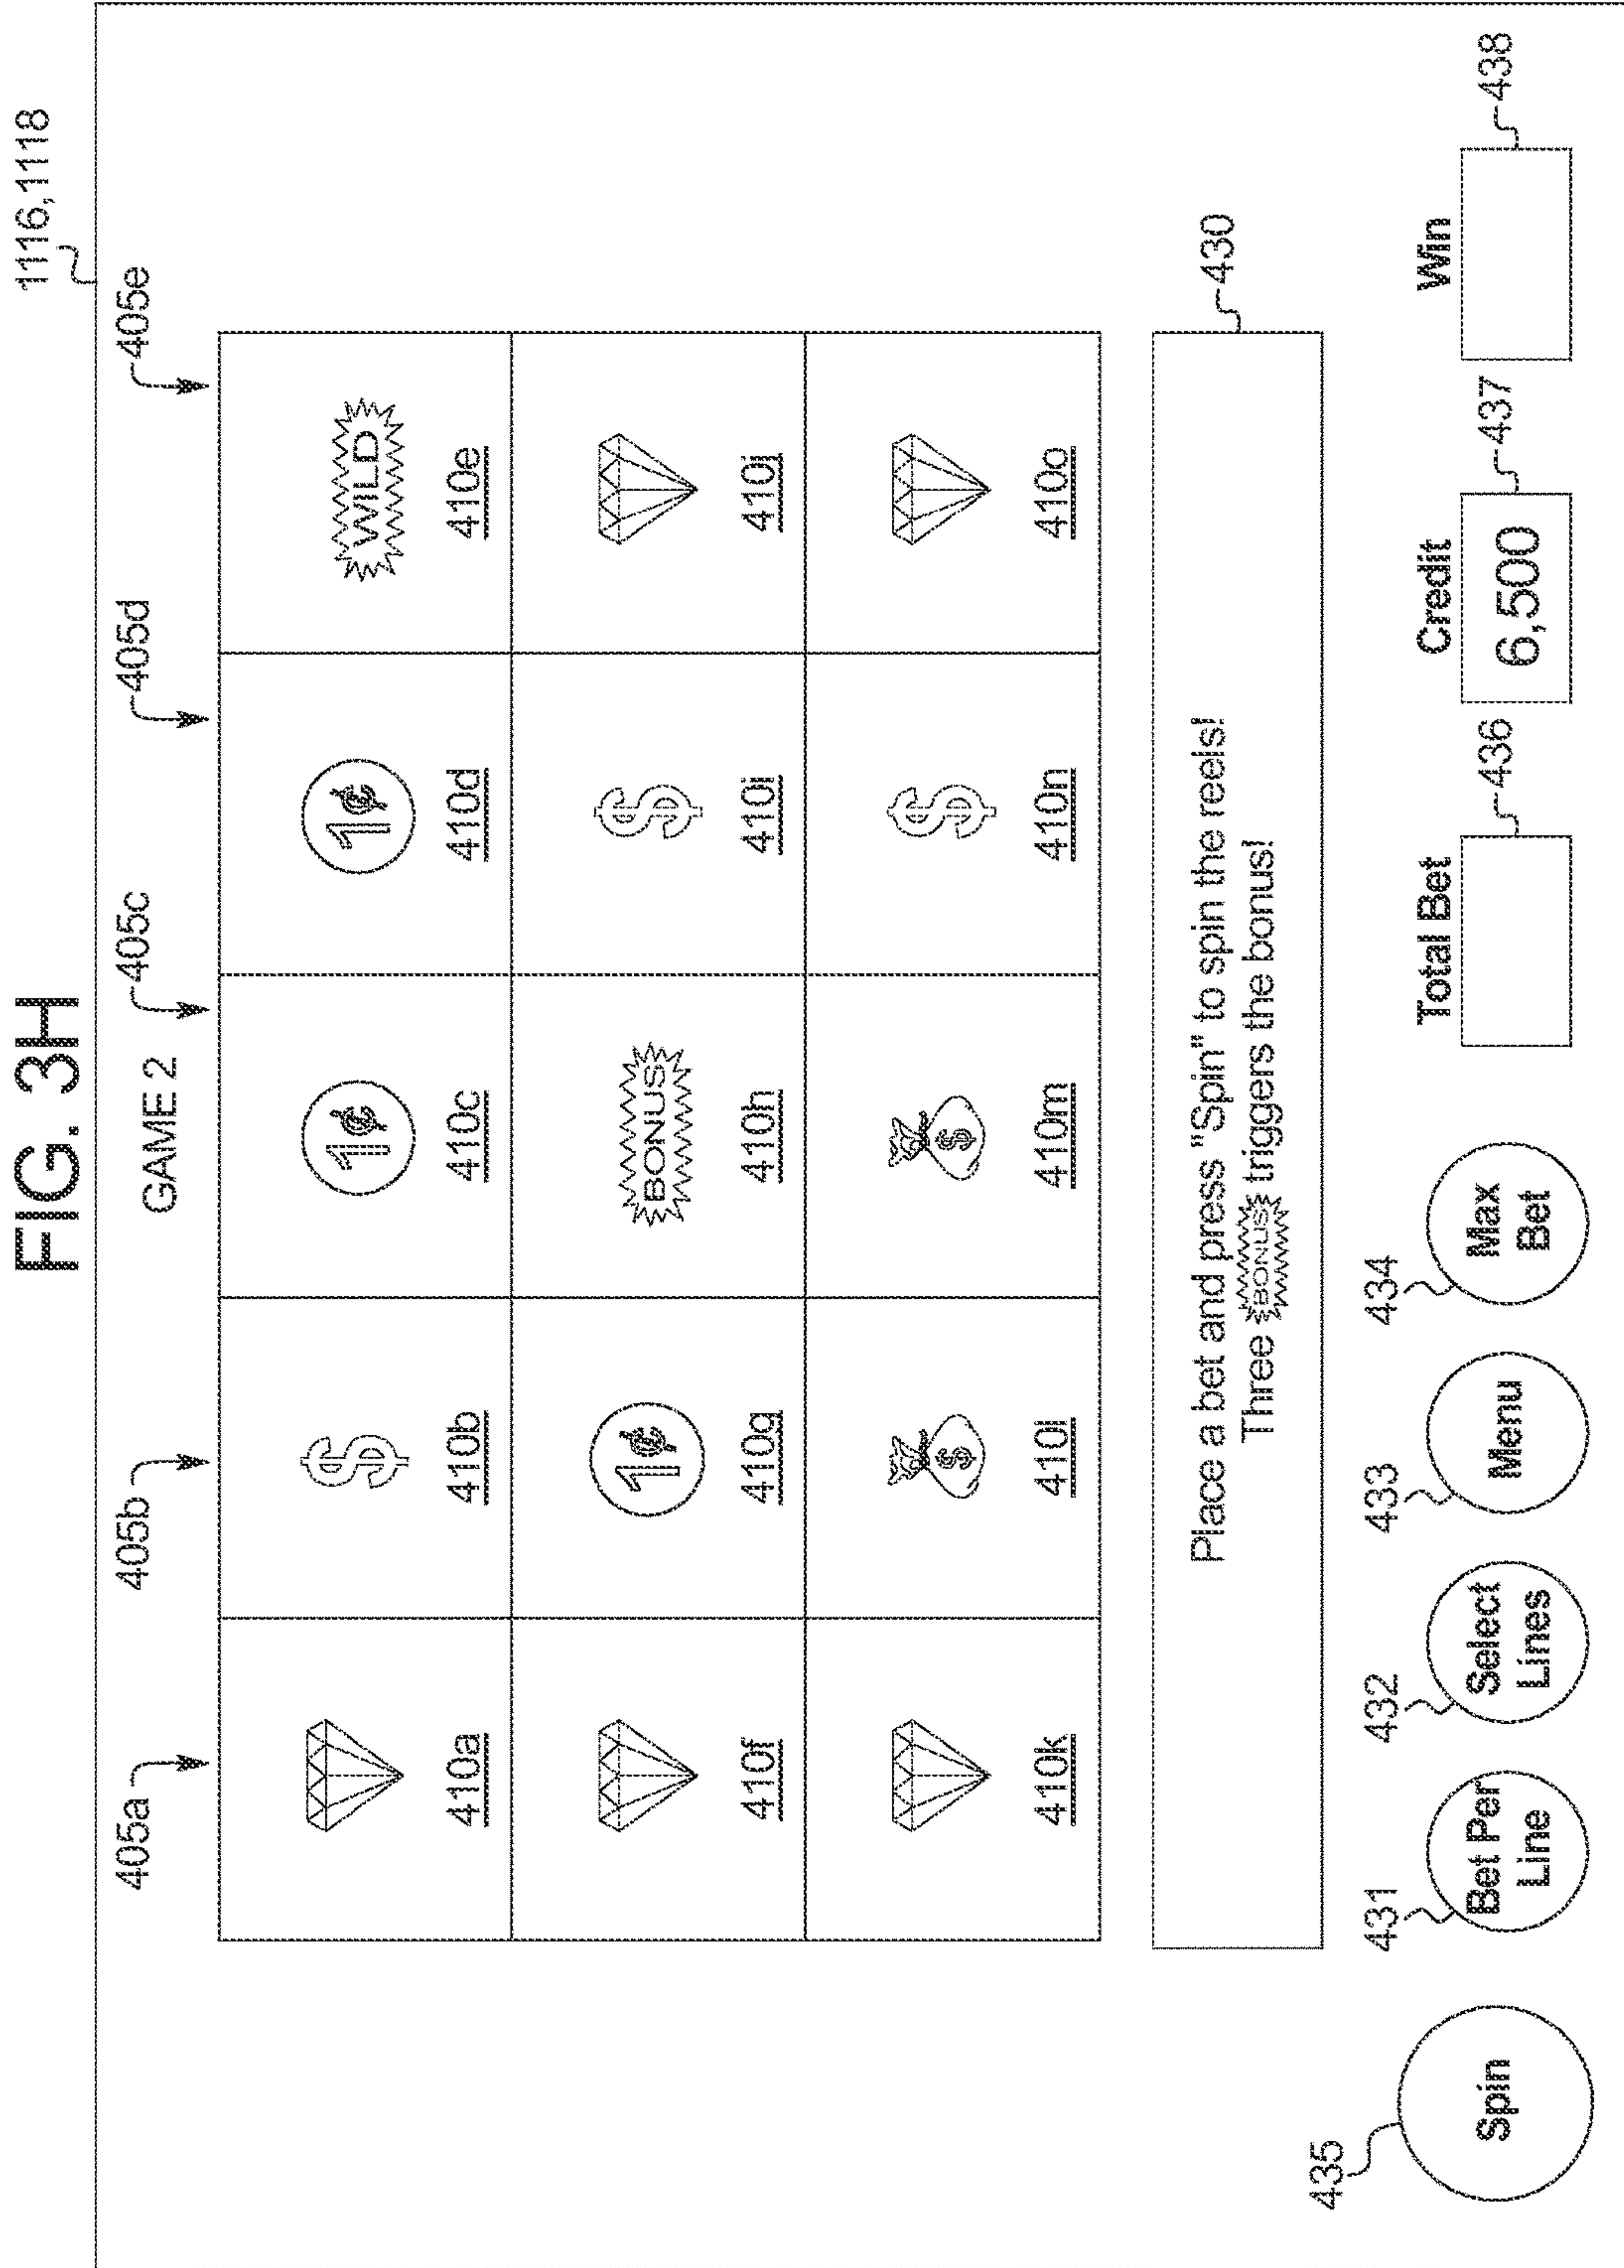 FIG. 3H
1116,1118
GAME 2
405a
405b
405c
405d
405e
$
1¢
1¢
WILD
410a
410b
410c
410d
410e
1¢
BONUS
$
410f
410g
410h
410i
410j
$
$
$
410k
410l
410m
410n
410o
430
Place a bet and press "Spin" to spin the reels!
Three BONUS triggers the bonus!
435
431
432
433
434
Spin
Bet Per
Line
Select
Lines
Menu
Max
Bet
Total Bet
Credit
Win
436
437
438
6,500